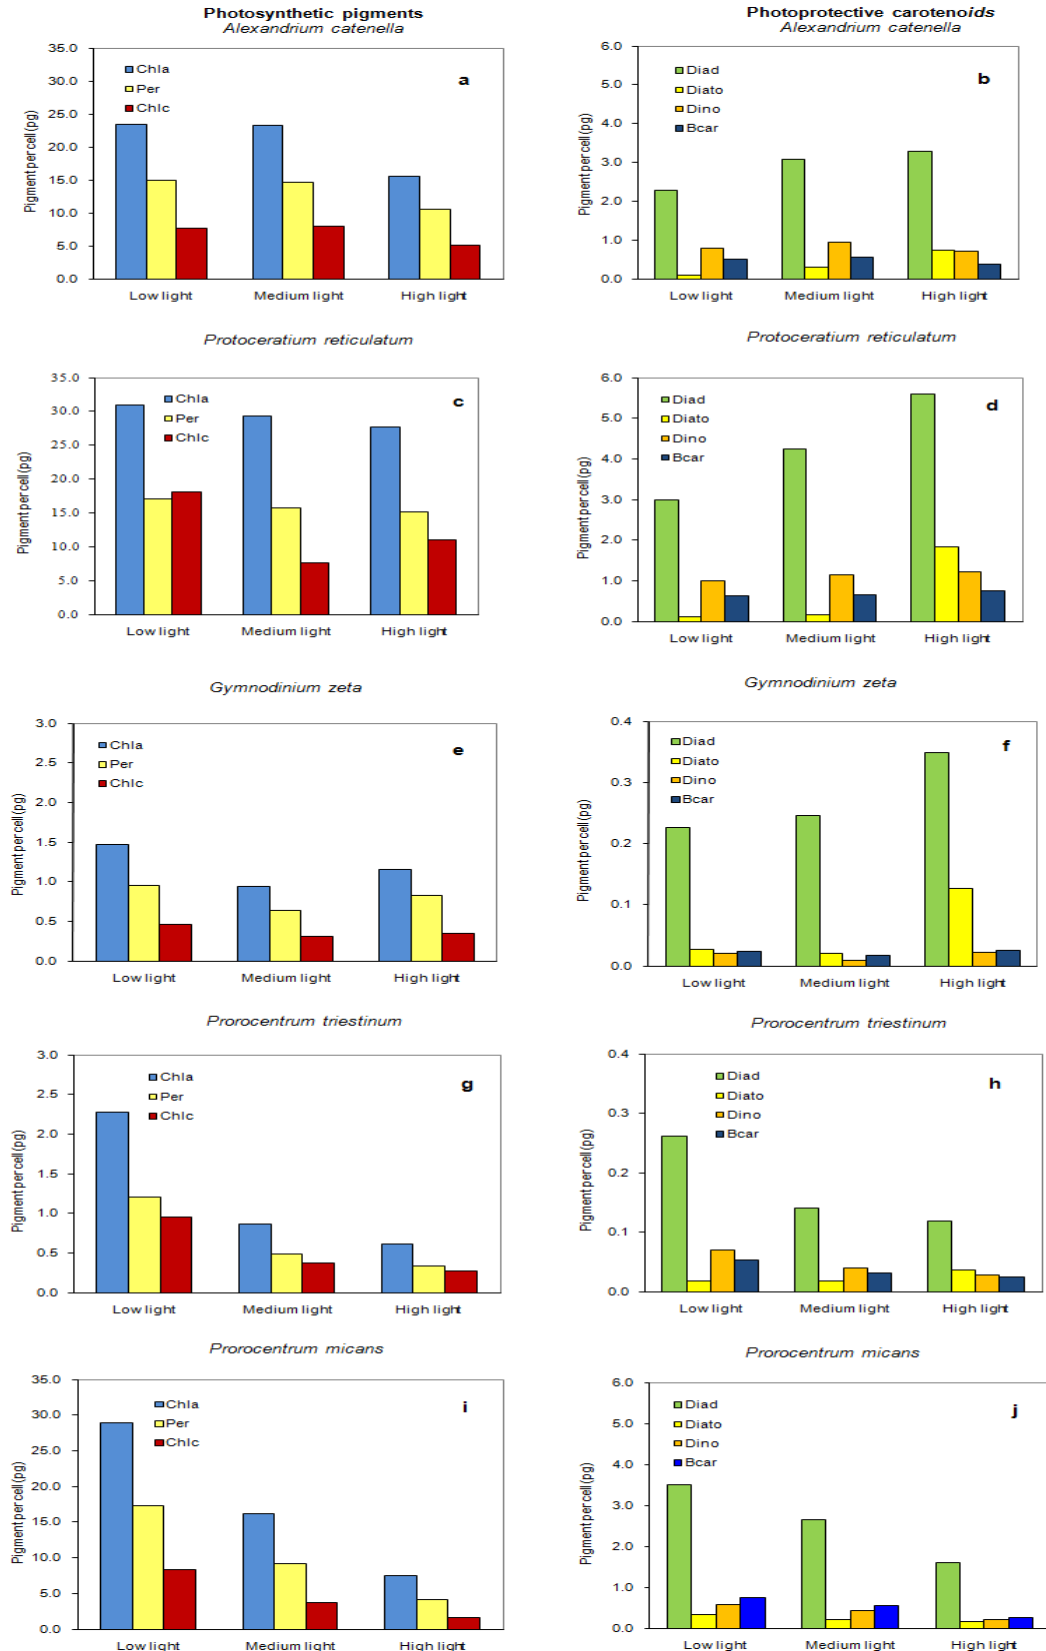 Photosynthetic pigments
Alexandrium catenella
35.0
30.0
25.0
20.0
15.0
10.0
5.0
0.0
Pigment per cell (pg)
Chla
Per
Chlc
a
Low light Medium light High light
Photoprotective carotenoids
Alexandrium catenella
6.0
5.0
4.0
3.0
2.0
1.0
0.0
Pigment per cell (pg)
Diad
Diato
Dino
Bcar
b
Low light Medium light High light
Protoceratium reticulatum
35.0
30.0
25.0
20.0
15.0
10.0
5.0
0.0
Pigment per cell (pg)
Chla
Per
Chlc
c
Low light Medium light High light
Protoceratium reticulatum
6.0
5.0
4.0
3.0
2.0
1.0
0.0
Pigment per cell (pg)
Diad
Diato
Dino
Bcar
d
Low light Medium light High light
Gymnodinium zeta
3.0
2.5
2.0
1.5
1.0
0.5
0.0
Pigment per cell (pg)
Chla
Per
Chlc
e
Low light Medium light High light
Gymnodinium zeta
0.4
0.3
0.2
0.1
0.0
Pigment per cell (pg)
Diad
Diato
Dino
Bcar
f
Low light Medium light High light
Prorocentrum triestinum
3.0
2.5
2.0
1.5
1.0
0.5
0.0
Pigment per cell (pg)
Chla
Per
Chlc
g
Low light Medium light High light
Prorocentrum triestinum
0.4
0.3
0.2
0.1
0.0
Pigment per cell (pg)
Diad
Diato
Dino
Bcar
h
Low light Medium light High light
Prorocentrum micans
35.0
30.0
25.0
20.0
15.0
10.0
5.0
0.0
Pigment per cell (pg)
Chla
Per
Chlc
i
Low light Medium light High light
Prorocentrum micans
6.0
5.0
4.0
3.0
2.0
1.0
0.0
Pigment per cell (pg)
Diad
Diato
Dino
Bcar
j
Low light Medium light High light